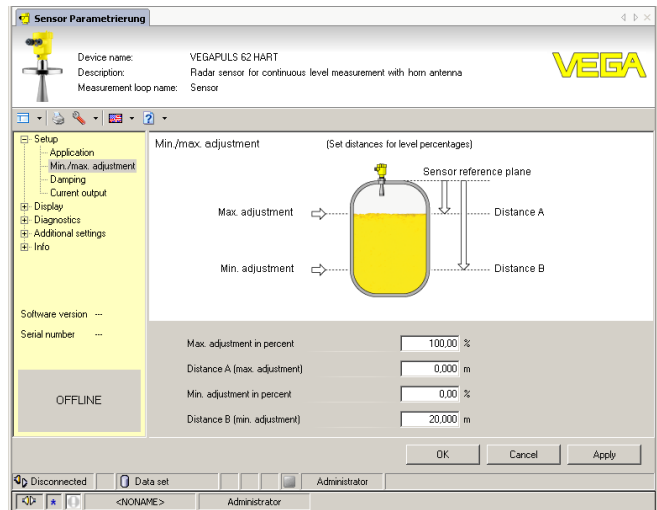 Sensor Parametrierung
Device name: VEGAPULS 62 HART
Description: Radar sensor for continuous level measurement with horn antenna
Measurement loop name: Sensor
VEGA
Setup
Application
Min./max. adjustment
Damping
Current output
Display
Diagnostics
Additional settings
Info
Software version ---
Serial number ---
OFFLINE
Min./max. adjustment (Set distances for level percentages)
Sensor reference plane
Max. adjustment
Distance A
Min. adjustment
Distance B
Max. adjustment in percent 100,00 %
Distance A (max. adjustment) 0,000 m
Min. adjustment in percent 0,00 %
Distance B (min. adjustment) 20,000 m
OK Cancel Apply
Disconnected Data set Administrator
<NONAME> Administrator